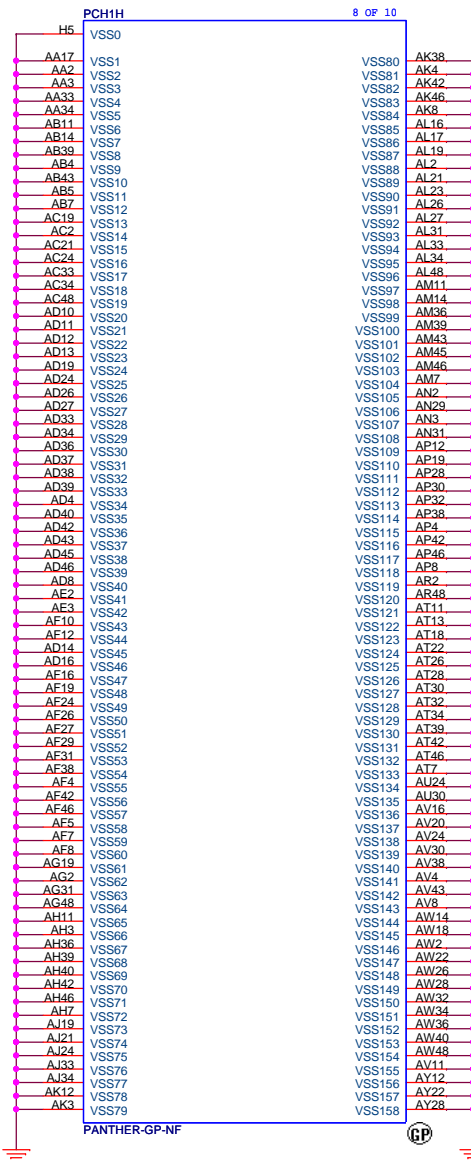 PCH1H 8 OF 10
H5 VSS0
AA17 VSS1 VSS80 AK38
AA2 VSS2 VSS81 AK4
AA3 VSS3 VSS82 AK42
AA33 VSS4 VSS83 AK46
AA34 VSS5 VSS84 AK8
AB11 VSS6 VSS85 AL16
AB14 VSS7 VSS86 AL17
AB39 VSS8 VSS87 AL19
AB4 VSS9 VSS88 AL2
AB43 VSS10 VSS89 AL21
AB5 VSS11 VSS90 AL23
AB7 VSS12 VSS91 AL26
AC19 VSS13 VSS92 AL27
AC2 VSS14 VSS93 AL31
AC21 VSS15 VSS94 AL33
AC24 VSS16 VSS95 AL34
AC33 VSS17 VSS96 AL48
AC34 VSS18 VSS97 AM11
AC48 VSS19 VSS98 AM14
AD10 VSS20 VSS99 AM36
AD11 VSS21 VSS100 AM39
AD12 VSS22 VSS101 AM43
AD13 VSS23 VSS102 AM45
AD19 VSS24 VSS103 AM46
AD24 VSS25 VSS104 AM7
AD26 VSS26 VSS105 AN2
AD27 VSS27 VSS106 AN29
AD33 VSS28 VSS107 AN3
AD34 VSS29 VSS108 AN31
AD36 VSS30 VSS109 AP12
AD37 VSS31 VSS110 AP19
AD38 VSS32 VSS111 AP28
AD39 VSS33 VSS112 AP30
AD4 VSS34 VSS113 AP32
AD40 VSS35 VSS114 AP38
AD42 VSS36 VSS115 AP4
AD43 VSS37 VSS116 AP42
AD45 VSS38 VSS117 AP46
AD46 VSS39 VSS118 AP8
AD8 VSS40 VSS119 AR2
AE2 VSS41 VSS120 AR48
AE3 VSS42 VSS121 AT11
AF10 VSS43 VSS122 AT13
AF12 VSS44 VSS123 AT18
AD14 VSS45 VSS124 AT22
AD16 VSS46 VSS125 AT26
AF16 VSS47 VSS126 AT28
AF19 VSS48 VSS127 AT30
AF24 VSS49 VSS128 AT32
AF26 VSS50 VSS129 AT34
AF27 VSS51 VSS130 AT39
AF29 VSS52 VSS131 AT42
AF31 VSS53 VSS132 AT46
AF38 VSS54 VSS133 AT7
AF4 VSS55 VSS134 AU24
AF42 VSS56 VSS135 AU30
AF46 VSS57 VSS136 AV16
AF5 VSS58 VSS137 AV20
AF7 VSS59 VSS138 AV24
AF8 VSS60 VSS139 AV30
AG19 VSS61 VSS140 AV38
AG2 VSS62 VSS141 AV4
AG31 VSS63 VSS142 AV43
AG48 VSS64 VSS143 AV8
AH11 VSS65 VSS144 AW14
AH3 VSS66 VSS145 AW18
AH36 VSS67 VSS146 AW2
AH39 VSS68 VSS147 AW22
AH40 VSS69 VSS148 AW26
AH42 VSS70 VSS149 AW28
AH46 VSS71 VSS150 AW32
AH7 VSS72 VSS151 AW34
AJ19 VSS73 VSS152 AW36
AJ21 VSS74 VSS153 AW40
AJ24 VSS75 VSS154 AW48
AJ33 VSS76 VSS155 AV11
AJ34 VSS77 VSS156 AY12
AK12 VSS78 VSS157 AY22
AK3 VSS79 VSS158 AY28
PANTHER-GP-NF GP